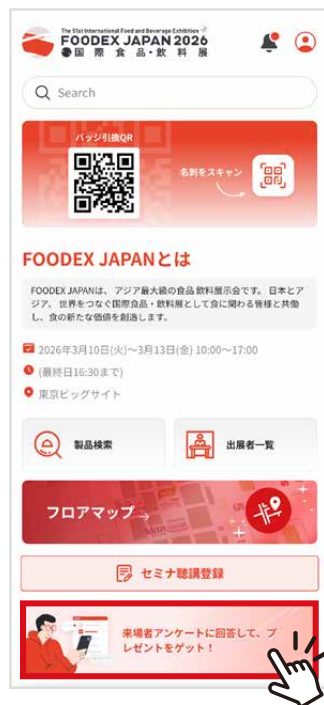 The 51st International Food and Beverage Exhibition
FOODEX JAPAN 2026
国際食品・飲料展
Search
バッジ引換QR
名刺をスキャン
FOODEX JAPANとは
FOODEX JAPANは、アジア最大級の食品飲料展示会です。日本とア
ジア、世界をつなぐ国際食品・飲料展として食に関わる皆様と共働
し、食の新たな価値を創造します。
2026年3月10日(火)～3月13日(金) 10:00～17:00
(最終日16:30まで)
東京ビッグサイト
製品検索
出展者一覧
フロアマップ→
セミナ聴講登録
来場者アンケートに回答して、プ
レゼントをゲット！